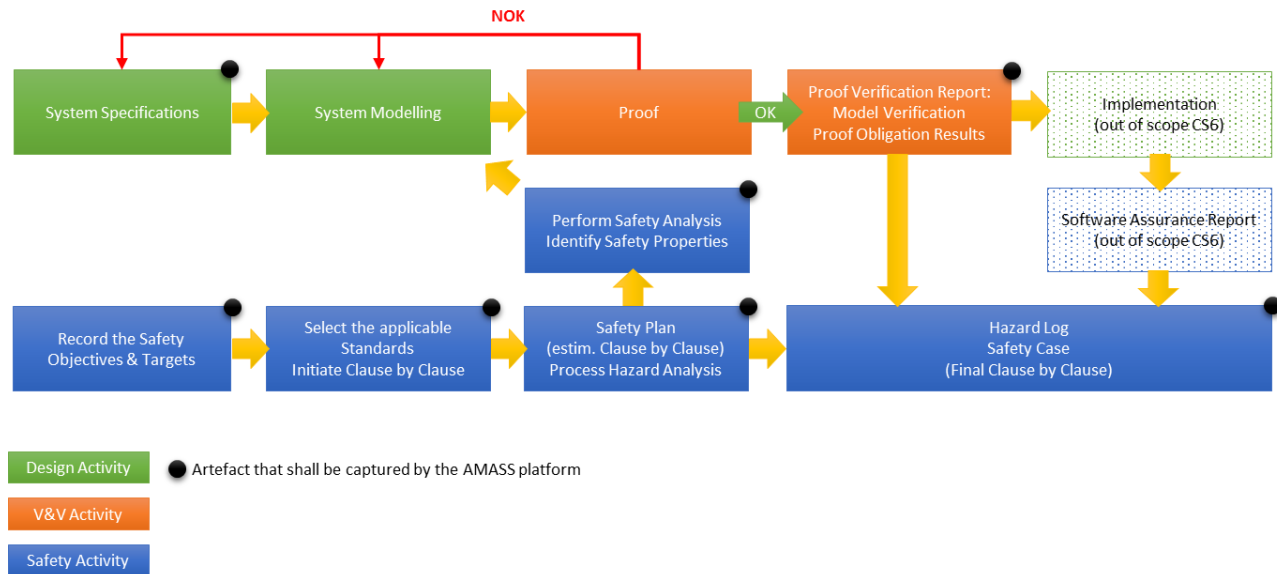 NOK
System Specifications
System Modelling
Proof
OK
Proof Verification Report:
Model Verification
Proof Obligation Results
Implementation
(out of scope CS6)
Perform Safety Analysis
Identify Safety Properties
Software Assurance Report
(out of scope CS6)
Record the Safety
Objectives & Targets
Select the applicable
Standards
Initiate Clause by Clause
Safety Plan
(estim. Clause by Clause)
Process Hazard Analysis
Hazard Log
Safety Case
(Final Clause by Clause)
Design Activity
Artefact that shall be captured by the AMASS platform
V&V Activity
Safety Activity